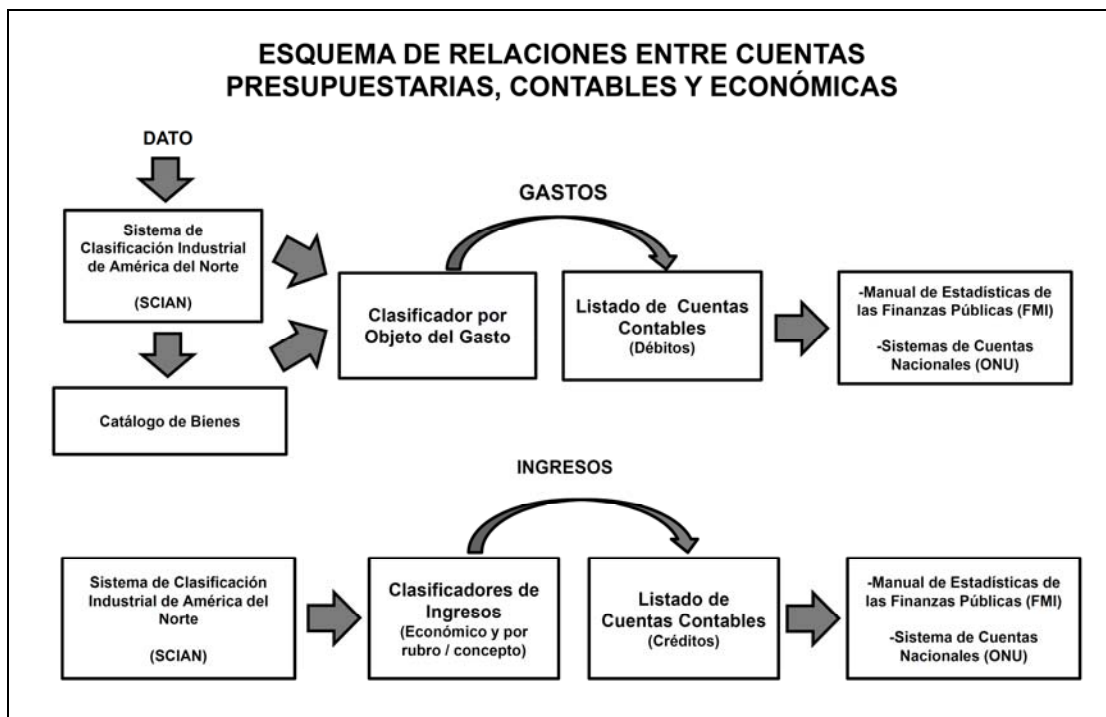 ESQUEMA DE RELACIONES ENTRE CUENTAS
PRESUPUESTARIAS, CONTABLES Y ECONÓMICAS
DATO
Sistema de
Clasificación Industrial
de América del Norte
(SCIAN)
Catálogo de Bienes
GASTOS
Clasificador por
Objeto del Gasto
Listado de Cuentas
Contables
(Débitos)
-Manual de Estadísticas de
las Finanzas Públicas (FMI)
-Sistemas de Cuentas
Nacionales (ONU)
INGRESOS
Sistema de Clasificación
Industrial de América del
Norte
(SCIAN)
Clasificadores de
Ingresos
(Económico y por
rubro / concepto)
Listado de
Cuentas Contables
(Créditos)
-Manual de Estadísticas de
las Finanzas Públicas (FMI)
-Sistema de Cuentas
Nacionales (ONU)